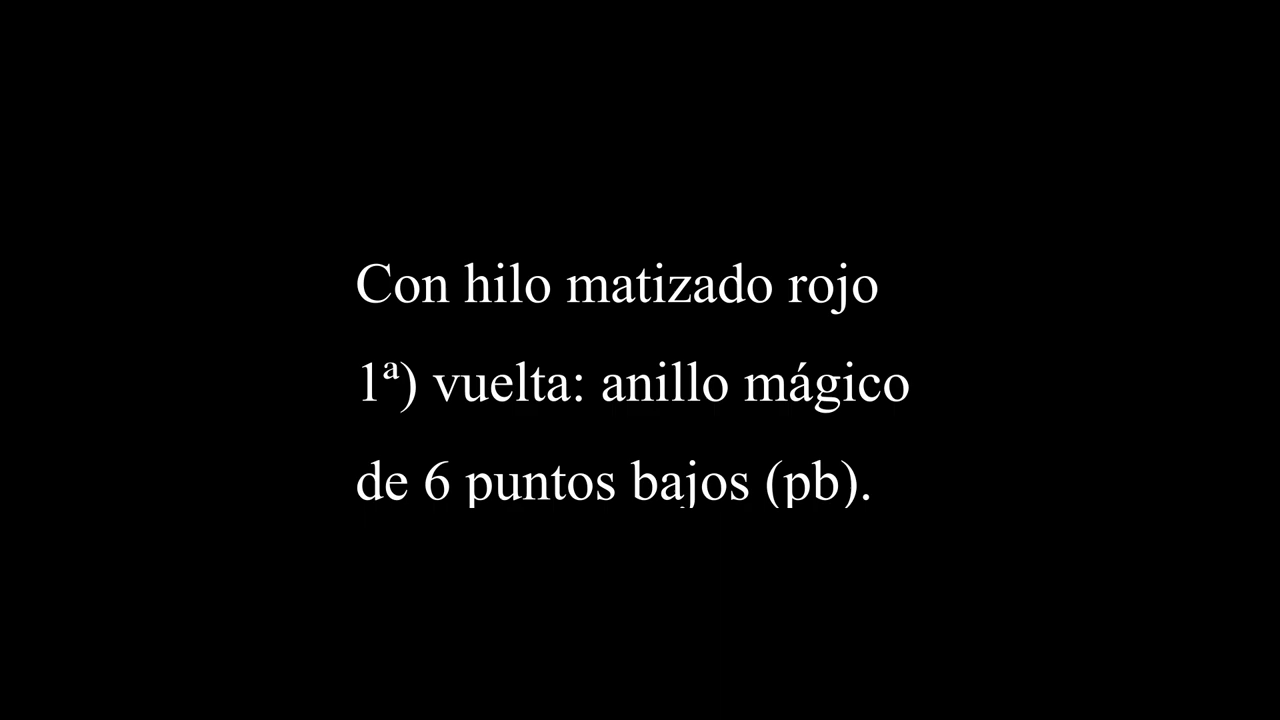 Con hilo matizado rojo
1ª) vuelta: anillo mágico
de 6 puntos bajos (pb).